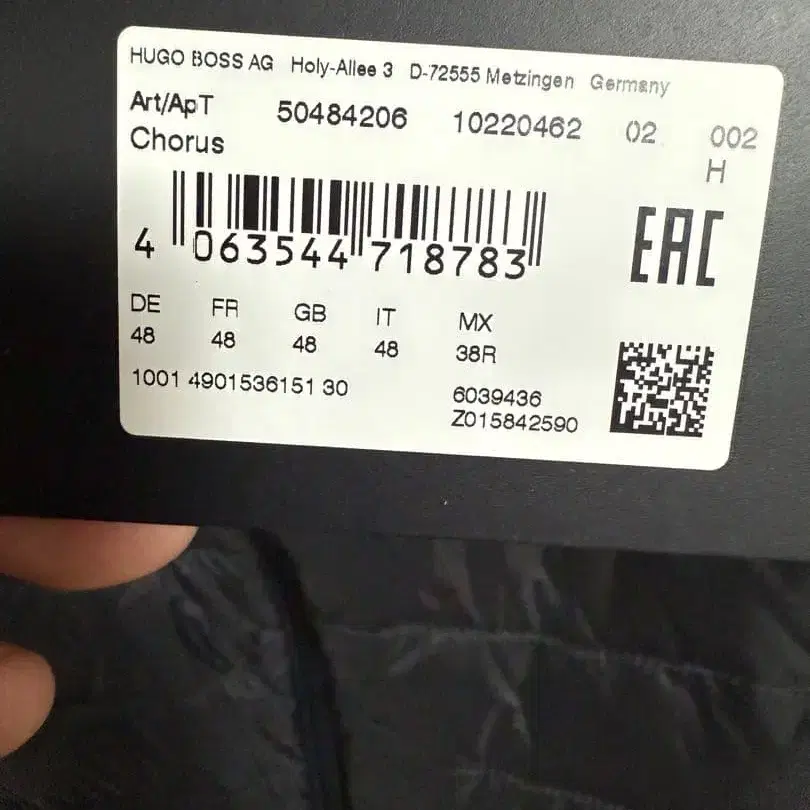 HUGO BOSS AG Holy-Allee 3 D-72555 Metzingen Germany
Art/ApT 50484206 10220462 02 002
Chorus H
4 063544 718783
EAC
DE FR GB IT MX
48 48 48 48 38R
1001 4901536151 30 6039436
Z015842590